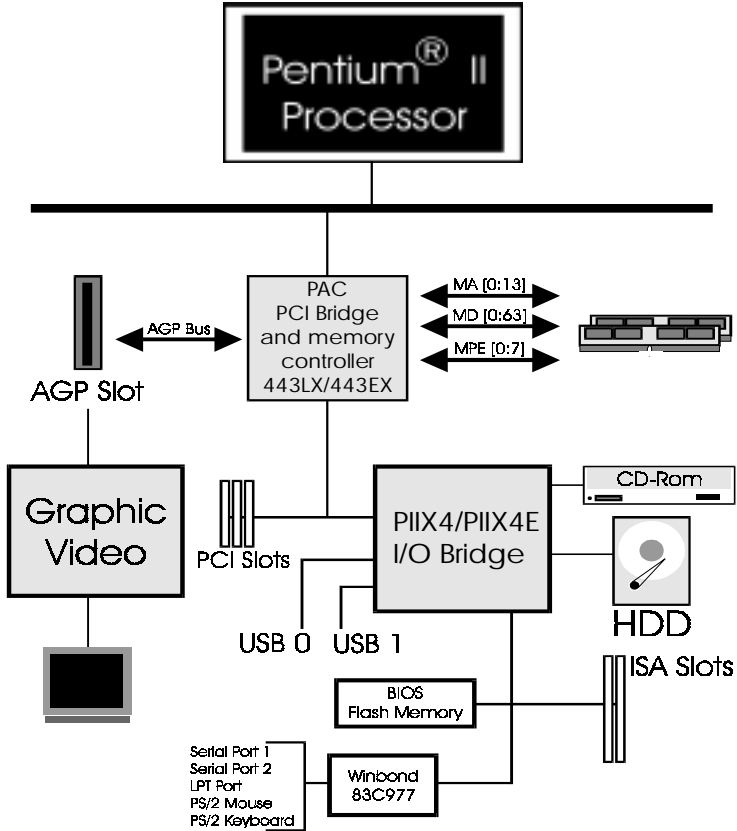 Pentium® II
Processor
PAC
PCI Bridge
and memory
controller
443LX/443EX
MA [0:13]
MD [0:63]
MPE [0:7]
AGP Bus
AGP Slot
Graphic
Video
PCI Slots
PIIX4/PIIX4E
I/O Bridge
CD-Rom
HDD
USB 0
USB 1
ISA Slots
BIOS
Flash Memory
Serial Port 1
Serial Port 2
LPT Port
PS/2 Mouse
PS/2 Keyboard
Winbond
83C977